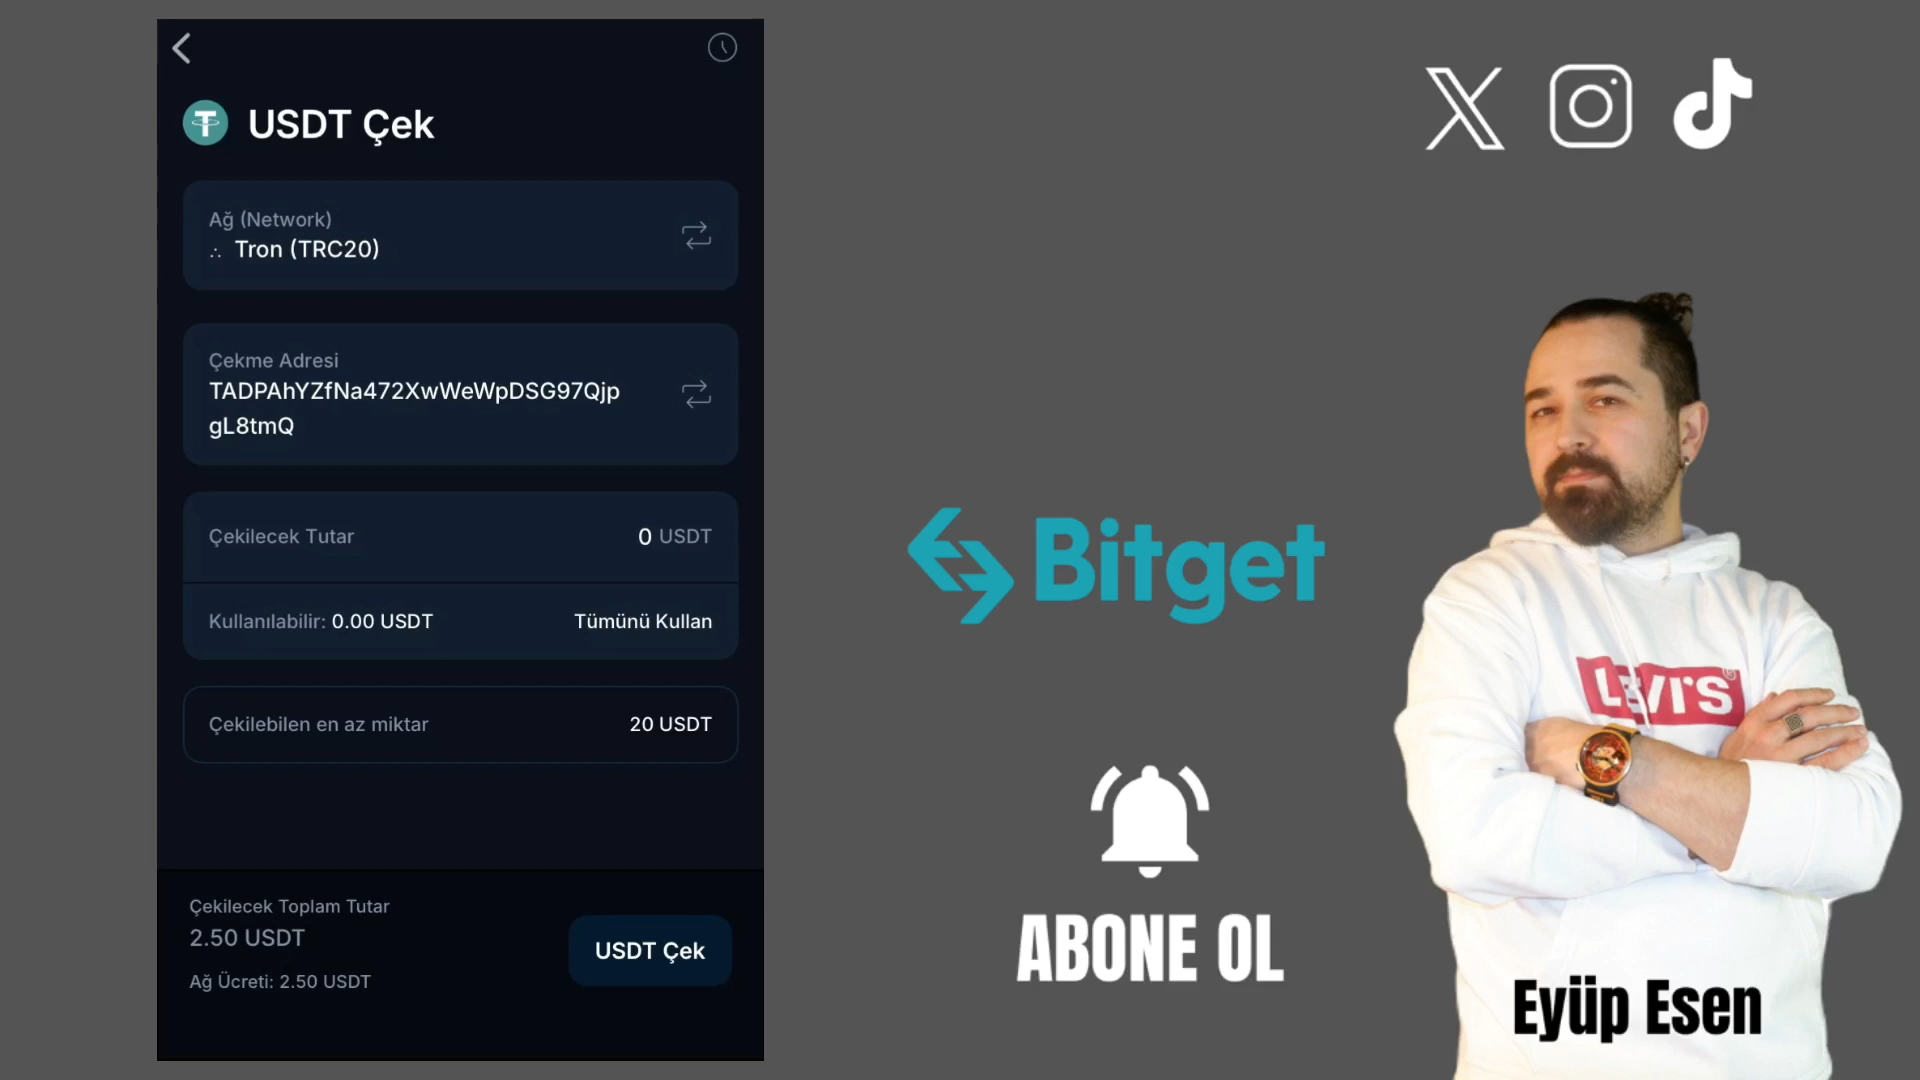 USDT Çek
Ağ (Network)
Tron (TRC20)
Çekme Adresi
TADPAhYZfNa472XwWeWpDSG97Qjp
gL8tmQ
Çekilecek Tutar 0 USDT
Kullanılabilir: 0.00 USDT Tümünü Kullan
Çekilebilen en az miktar 20 USDT
Çekilecek Toplam Tutar
2.50 USDT
Ağ Ücreti: 2.50 USDT
USDT Çek
Bitget
ABONE OL
LEVI'S
Eyüp Esen